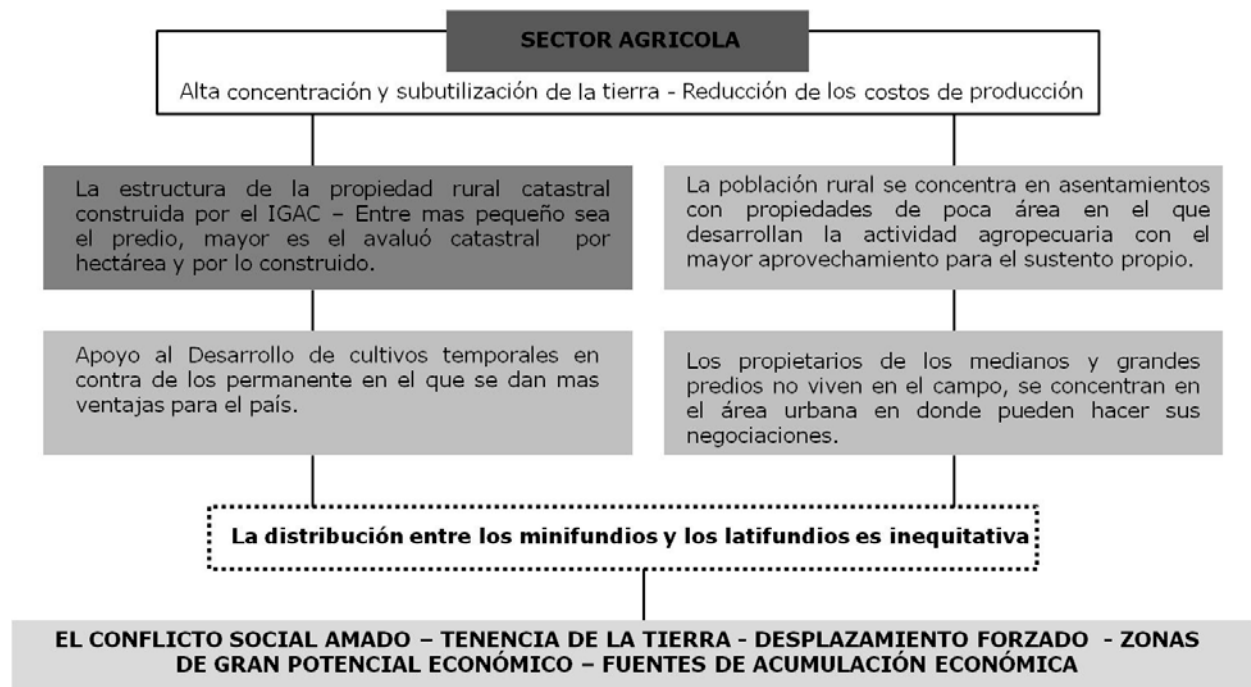 SECTOR AGRICOLA
Alta concentración y subutilización de la tierra - Reducción de los costos de producción
La estructura de la propiedad rural catastral
construida por el IGAC – Entre mas pequeño sea
el predio, mayor es el avaluó catastral por
hectárea y por lo construido.
La población rural se concentra en asentamientos
con propiedades de poca área en el que
desarrollan la actividad agropecuaria con el
mayor aprovechamiento para el sustento propio.
Apoyo al Desarrollo de cultivos temporales en
contra de los permanente en el que se dan mas
ventajas para el país.
Los propietarios de los medianos y grandes
predios no viven en el campo, se concentran en
el área urbana en donde pueden hacer sus
negociaciones.
La distribución entre los minifundios y los latifundios es inequitativa
EL CONFLICTO SOCIAL AMADO – TENENCIA DE LA TIERRA - DESPLAZAMIENTO FORZADO - ZONAS
DE GRAN POTENCIAL ECONÓMICO – FUENTES DE ACUMULACIÓN ECONÓMICA